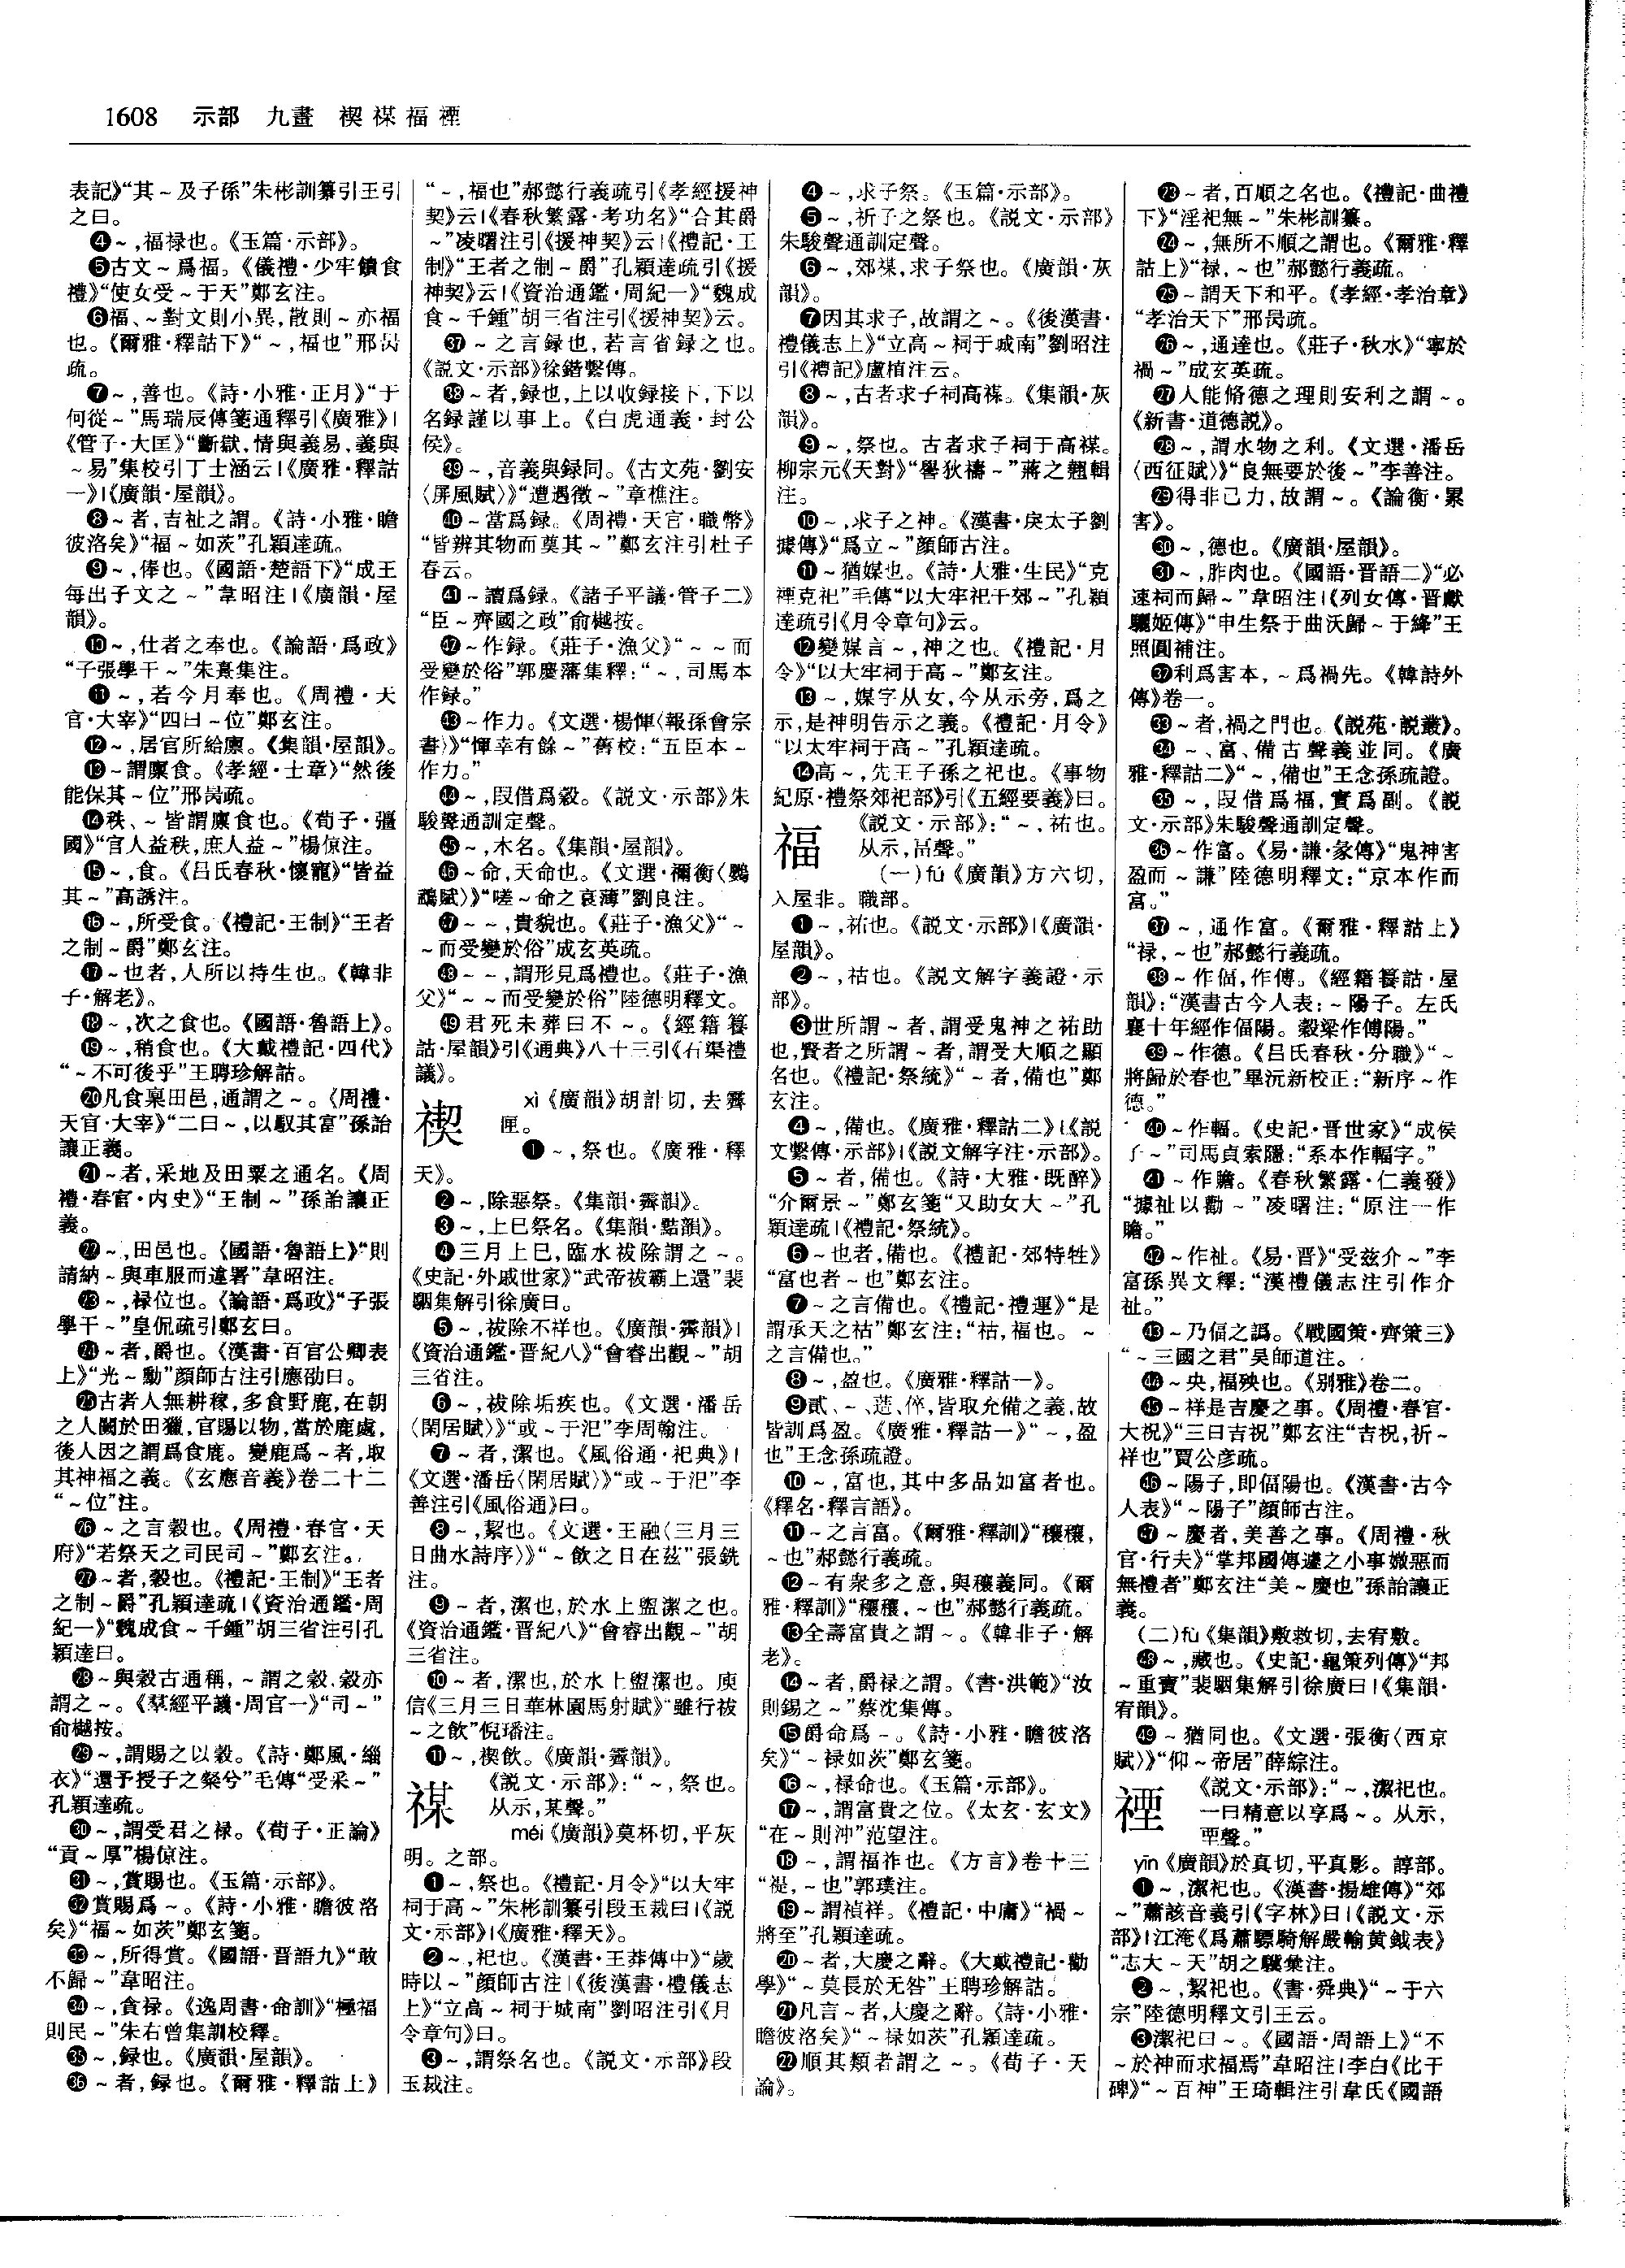 1608 示部 九畫 禊禖福禋
表記》“其～及子孫”朱彬訓纂引王引
之曰。
❹～,福禄也。《玉篇·示部》。
❺古文～爲福。《儀禮·少牢饋食
禮》“使女受～于天”鄭玄注。
❻福、～對文則小異,散則～亦福
也。《爾雅·釋詁下》“～,福也”邢昺
疏。
❼～,善也。《詩·小雅·正月》“于
何從～”馬瑞辰傳箋通釋引《廣雅》|
《管子·大匡》“斷獄,情與義易,義與
～易”集校引丁士涵云|《廣雅·釋詁
一》|《廣韻·屋韻》。
❽～者,吉祉之謂。《詩·小雅·瞻
彼洛矣》“福～如茨”孔穎達疏。
❾～,俸也。《國語·楚語下》“成王
每出子文之～”韋昭注|《廣韻·屋
韻》。
❿～,仕者之奉也。《論語·爲政》
“子張學干～”朱熹集注。
⓫～,若今月奉也。《周禮·天
官·大宰》“四曰～位”鄭玄注。
⓬～,居官所給廪。《集韻·屋韻》。
⓭～謂廪食。《孝經·士章》“然後
能保其～位”邢昺疏。
⓮秩、～皆謂廪食也。《荀子·彊
國》“官人益秩,庶人益～”楊倞注。
⓯～,食。《吕氏春秋·懷寵》“皆益
其～”高誘注。
⓰～,所受食。《禮記·王制》“王者
之制～爵”鄭玄注。
⓱～也者,人所以持生也。《韓非
子·解老》。
⓲～,次之食也。《國語·魯語上》。
⓳～,稍食也。《大戴禮記·四代》
“～不可後乎”王聘珍解詁。
⓴凡食稟田邑,通謂之～。《周禮·
天官·大宰》“二曰～,以馭其富”孫詒
讓正義。
㉑～者,采地及田粟之通名。《周
禮·春官·内史》“王制～”孫詒讓正
義。
㉒～,田邑也。《國語·魯語上》“則
請納～與車服而違署”韋昭注。
㉓～,禄位也。《論語·爲政》“子張
學干～”皇侃疏引鄭玄曰。
㉔～者,爵也。《漢書·百官公卿表
上》“光～勳”顔師古注引應劭曰。
㉕古者人無耕稼,多食野鹿,在朝
之人闕於田獵,官賜以物,當於鹿處,
後人因之謂爲食鹿。變鹿爲～者,取
其神福之義。《玄應音義》卷二十二
“～位”注。
㉖～之言穀也。《周禮·春官·天
府》“若祭天之司民司～”鄭玄注。
㉗～者,穀也。《禮記·王制》“王者
之制～爵”孔穎達疏|《資治通鑑·周
紀一》“魏成食～千鍾”胡三省注引孔
穎達曰。
㉘～與穀古通稱,～謂之穀,穀亦
謂之～。《羣經平議·周官一》“司～”
俞樾按。
㉙～,謂賜之以穀。《詩·鄭風·緇
衣》“還予授子之粲兮”毛傳“受采～”
孔穎達疏。
㉚～,謂受君之禄。《荀子·正論》
“貢～厚”楊倞注。
㉛～,賞賜也。《玉篇·示部》。
㉜賞賜爲～。《詩·小雅·瞻彼洛
矣》“福～如茨”鄭玄箋。
㉝～,所得賞。《國語·晋語九》“敢
不歸～”韋昭注。
㉞～,食禄。《逸周書·命訓》“極福
則民～”朱右曾集訓校釋。
㉟～,録也。《廣韻·屋韻》。
㊱～者,録也。《爾雅·釋詁上》
“～,福也”郝懿行義疏引《孝經援神
契》云|《春秋繁露·考功名》“合其爵
～”凌曙注引《援神契》云|《禮記·王
制》“王者之制～爵”孔穎達疏引《援
神契》云|《資治通鑑·周紀一》“魏成
食～千鍾”胡三省注引《援神契》云。
㊲～之言録也,若言省録之也。
《説文·示部》徐鍇繫傳。
㊳～者,録也,上以收録接下,下以
名録謹以事上。《白虎通義·封公
侯》。
㊴～,音義與録同。《古文苑·劉安
〈屏風賦〉》“遭遇徵～”章樵注。
㊵～當爲録。《周禮·天官·職幣》
“皆辨其物而奠其～”鄭玄注引杜子
春云。
㊶～讀爲録。《諸子平議·管子二》
“臣～齊國之政”俞樾按。
㊷～作録。《莊子·漁父》“～～而
受變於俗”郭慶藩集釋:“～,司馬本
作録。”
㊸～作力。《文選·楊惲〈報孫會宗
書〉》“惲幸有餘～”舊校:“五臣本～
作力。”
㊹～,叚借爲穀。《説文·示部》朱
駿聲通訓定聲。
㊺～,木名。《集韻·屋韻》。
㊻～命,天命也。《文選·禰衡〈鸚
鵡賦〉》“嗟～命之衰薄”劉良注。
㊼～～,貴貌也。《莊子·漁父》“～
～而受變於俗”成玄英疏。
㊽～～,謂形見爲禮也。《莊子·漁
父》“～～而受變於俗”陸德明釋文。
㊾君死未葬曰不～。《經籍籑
詁·屋韻》引《通典》八十三引《石渠禮
議》。
禊 xì《廣韻》胡計切,去霽
匣。
❶～,祭也。《廣雅·釋
天》。
❷～,除惡祭。《集韻·霽韻》。
❸～,上巳祭名。《集韻·黠韻》。
❹三月上巳,臨水祓除謂之～。
《史記·外戚世家》“武帝祓霸上還”裴
駰集解引徐廣曰。
❺～,祓除不祥也。《廣韻·霽韻》|
《資治通鑑·晋紀八》“會睿出觀～”胡
三省注。
❻～,祓除垢疾也。《文選·潘岳
〈閑居賦〉》“或～于汜”李周翰注。
❼～者,潔也。《風俗通·祀典》|
《文選·潘岳〈閑居賦〉》“或～于汜”李
善注引《風俗通》曰。
❽～,絜也。《文選·王融〈三月三
日曲水詩序〉》“～飲之日在兹”張銑
注。
❾～者,潔也,於水上盥潔之也。
《資治通鑑·晋紀八》“會睿出觀～”胡
三省注。
❿～者,潔也,於水上盥潔也。庾
信《三月三日華林園馬射賦》“雖行祓
～之飲”倪璠注。
⓫～,楔飲。《廣韻·霽韻》。
禖 《説文·示部》:“～,祭也。
从示,某聲。”
méi《廣韻》莫杯切,平灰
明。之部。
❶～,祭也。《禮記·月令》“以大牢
祠于高～”朱彬訓纂引段玉裁曰|《説
文·示部》|《廣雅·釋天》。
❷～,祀也。《漢書·王莽傳中》“歲
時以～”顔師古注|《後漢書·禮儀志
上》“立高～祠于城南”劉昭注引《月
令章句》曰。
❸～,謂祭名也。《説文·示部》段
玉裁注。
❹～,求子祭。《玉篇·示部》。
❺～,祈子之祭也。《説文·示部》
朱駿聲通訓定聲。
❻～,郊禖,求子祭也。《廣韻·灰
韻》。
❼因其求子,故謂之～。《後漢書·
禮儀志上》“立高～祠于城南”劉昭注
引《禮記》盧植注云。
❽～,古者求子祠高禖。《集韻·灰
韻》。
❾～,祭也。古者求子祠于高禖。
柳宗元《天對》“嚳狄禱～”蔣之翹輯
注。
❿～,求子之神。《漢書·戾太子劉
據傳》“爲立～”顔師古注。
⓫～猶媒也。《詩·大雅·生民》“克
禋克祀”毛傳“以大牢祀于郊～”孔穎
達疏引《月令章句》云。
⓬變媒言～,神之也。《禮記·月
令》“以大牢祠于高～”鄭玄注。
⓭～,媒字从女,今从示旁,爲之
示,是神明告示之義。《禮記·月令》
“以太牢祠于高～”孔穎達疏。
⓮高～,先王子孫之祀也。《事物
紀原·禮祭郊祀部》引《五經要義》曰。
福 《説文·示部》:“～,祐也。
从示,畐聲。”
(一)fú《廣韻》方六切,
入屋非。職部。
❶～,祐也。《説文·示部》|《廣韻·
屋韻》。
❷～,祜也。《説文解字義證·示
部》。
❸世所謂～者,謂受鬼神之祐助
也,賢者之所謂～者,謂受大順之顯
名也。《禮記·祭統》“～者,備也”鄭
玄注。
❹～,備也。《廣雅·釋詁二》|《説
文繫傳·示部》|《説文解字注·示部》。
❺～者,備也。《詩·大雅·既醉》
“介爾景～”鄭玄箋“又助女大～”孔
穎達疏|《禮記·祭統》。
❻～也者,備也。《禮記·郊特牲》
“富也者～也”鄭玄注。
❼～之言備也。《禮記·禮運》“是
謂承天之祜”鄭玄注:“祜,福也。～
之言備也。”
❽～,盈也。《廣雅·釋詁一》。
❾貳、～、䔏、倅,皆取充備之義,故
皆訓爲盈。《廣雅·釋詁一》“～,盈
也”王念孫疏證。
❿～,富也,其中多品如富者也。
《釋名·釋言語》。
⓫～之言富。《爾雅·釋訓》“穰穰,
～也”郝懿行義疏。
⓬～有衆多之意,與穰義同。《爾
雅·釋訓》“穰穰,～也”郝懿行義疏。
⓭全壽富貴之謂～。《韓非子·解
老》。
⓮～者,爵禄之謂。《書·洪範》“汝
則錫之～”蔡沈集傳。
⓯爵命爲～。《詩·小雅·瞻彼洛
矣》“～禄如茨”鄭玄箋。
⓰～,禄命也。《玉篇·示部》。
⓱～,謂富貴之位。《太玄·玄文》
“在～則沖”范望注。
⓲～,謂福祚也。《方言》卷十三
“禔,～也”郭璞注。
⓳～謂禎祥。《禮記·中庸》“禍～
將至”孔穎達疏。
⓴～者,大慶之辭。《大戴禮記·勸
學》“～莫長於无咎”王聘珍解詁。
㉑凡言～者,大慶之辭。《詩·小雅·
瞻彼洛矣》“～禄如茨”孔穎達疏。
㉒順其類者謂之～。《荀子·天
論》。
㉓～者,百順之名也。《禮記·曲禮
下》“淫祀無～”朱彬訓纂。
㉔～,無所不順之謂也。《爾雅·釋
詁上》“禄,～也”郝懿行義疏。
㉕～謂天下和平。《孝經·孝治章》
“孝治天下”邢昺疏。
㉖～,通達也。《莊子·秋水》“寧於
禍～”成玄英疏。
㉗人能脩德之理則安利之謂～。
《新書·道德説》。
㉘～,謂水物之利。《文選·潘岳
〈西征賦〉》“良無要於後～”李善注。
㉙得非己力,故謂～。《論衡·累
害》。
㉚～,德也。《廣韻·屋韻》。
㉛～,胙肉也。《國語·晋語二》“必
速祠而歸～”韋昭注|《列女傳·晋獻
驪姬傳》“申生祭于曲沃歸～于絳”王
照圓補注。
㉜利爲害本,～爲禍先。《韓詩外
傳》卷一。
㉝～者,禍之門也。《説苑·説叢》。
㉞～、富、備古聲義並同。《廣
雅·釋詁二》“～,備也”王念孫疏證。
㉟～,叚借爲福,實爲副。《説
文·示部》朱駿聲通訓定聲。
㊱～作富。《易·謙·彖傳》“鬼神害
盈而～謙”陸德明釋文:“京本作而
富。”
㊲～,通作富。《爾雅·釋詁上》
“禄,～也”郝懿行義疏。
㊳～作偪,作傅。《經籍籑詁·屋
韻》:“漢書古今人表:～陽子。左氏
襄十年經作偪陽。穀梁作傅陽。”
㊴～作德。《吕氏春秋·分職》“～
將歸於春也”畢沅新校正:“新序～作
德。”
㊵～作輻。《史記·晋世家》“成侯
子～”司馬貞索隱:“系本作輻字。”
㊶～作贍。《春秋繁露·仁義發》
“據祉以勸～”凌曙注:“原注一作
贍。”
㊷～作祉。《易·晋》“受兹介～”李
富孫異文釋:“漢禮儀志注引作介
祉。”
㊸～乃偪之譌。《戰國策·齊策三》
“～三國之君”吴師道注。
㊹～央,福殃也。《别雅》卷二。
㊺～祥是吉慶之事。《周禮·春官·
大祝》“三曰吉祝”鄭玄注“吉祝,祈～
祥也”賈公彦疏。
㊻～陽子,即偪陽也。《漢書·古今
人表》“～陽子”顔師古注。
㊼～慶者,美善之事。《周禮·秋
官·行夫》“掌邦國傳遽之小事媺惡而
無禮者”鄭玄注“美～慶也”孫詒讓正
義。
(二)fù《集韻》敷救切,去宥敷。
㊽～,藏也。《史記·龜策列傳》“邦
～重寶”裴駰集解引徐廣曰|《集韻·
宥韻》。
㊾～猶同也。《文選·張衡〈西京
賦〉》“仰～帝居”薛綜注。
禋 《説文·示部》:“～,潔祀也。
一曰精意以享爲～。从示,
垔聲。”
yīn《廣韻》於真切,平真影。諄部。
❶～,潔祀也。《漢書·揚雄傳》“郊
～”蕭該音義引《字林》曰|《説文·示
部》|江淹《爲蕭驃騎解嚴輸黄鉞表》
“志大～天”胡之驥彙注。
❷～,絜祀也。《書·舜典》“～于六
宗”陸德明釋文引王云。
❸潔祀曰～。《國語·周語上》“不
～於神而求福焉”韋昭注|李白《比干
碑》“～百神”王琦輯注引韋氏《國語